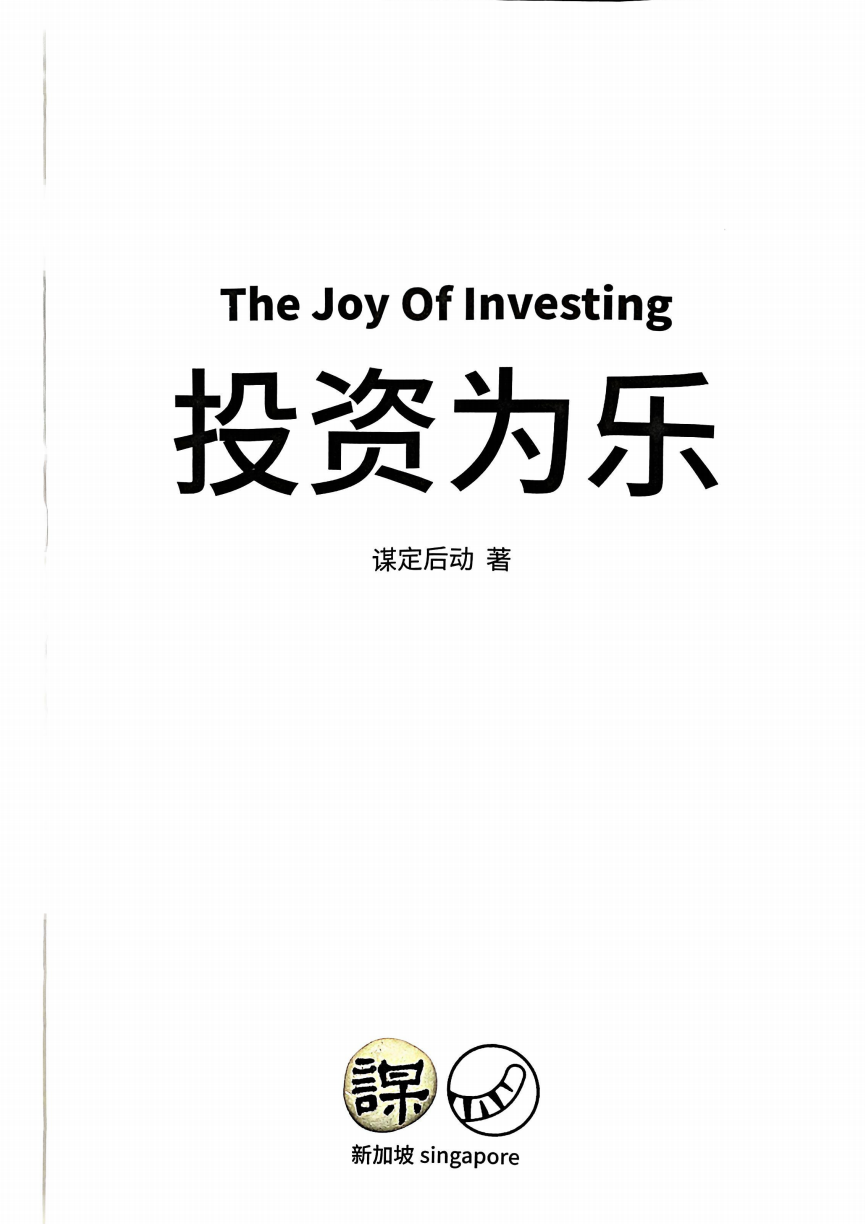 The Joy Of Investing
投资为乐
谋定后动 著
謀
新加坡 singapore